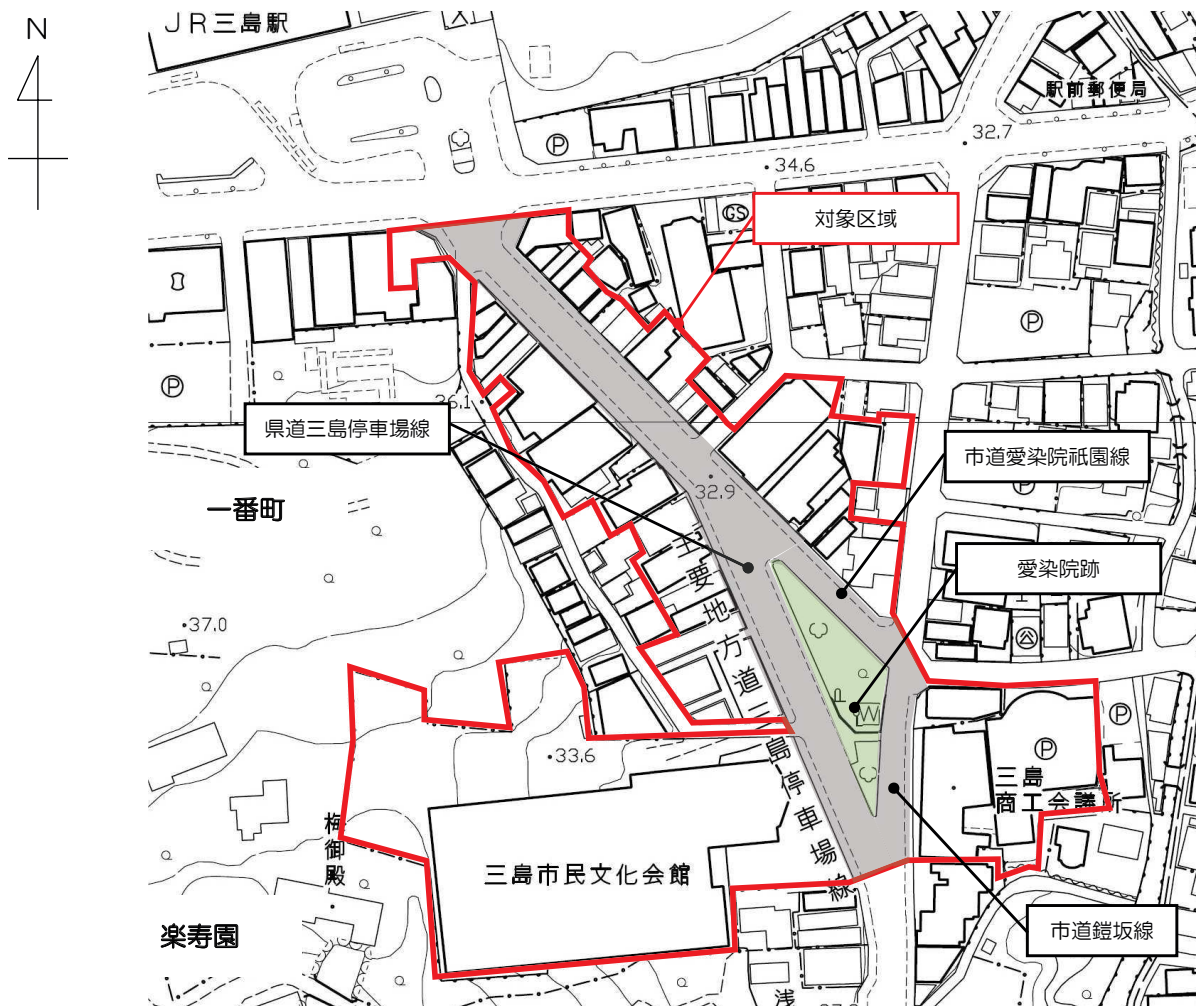 N
JR三島駅
駅前郵便局
P
32.7
34.6
GS
対象区域
P
P
36.1
県道三島停車場線
市道愛染院祇園線
P
32.9
一番町
愛染院跡
主要地方道三島停車場線
37.0
W
P
33.6
P
三島
商工会議所
梅御殿
三島市民文化会館
市道鎧坂線
楽寿園
浅